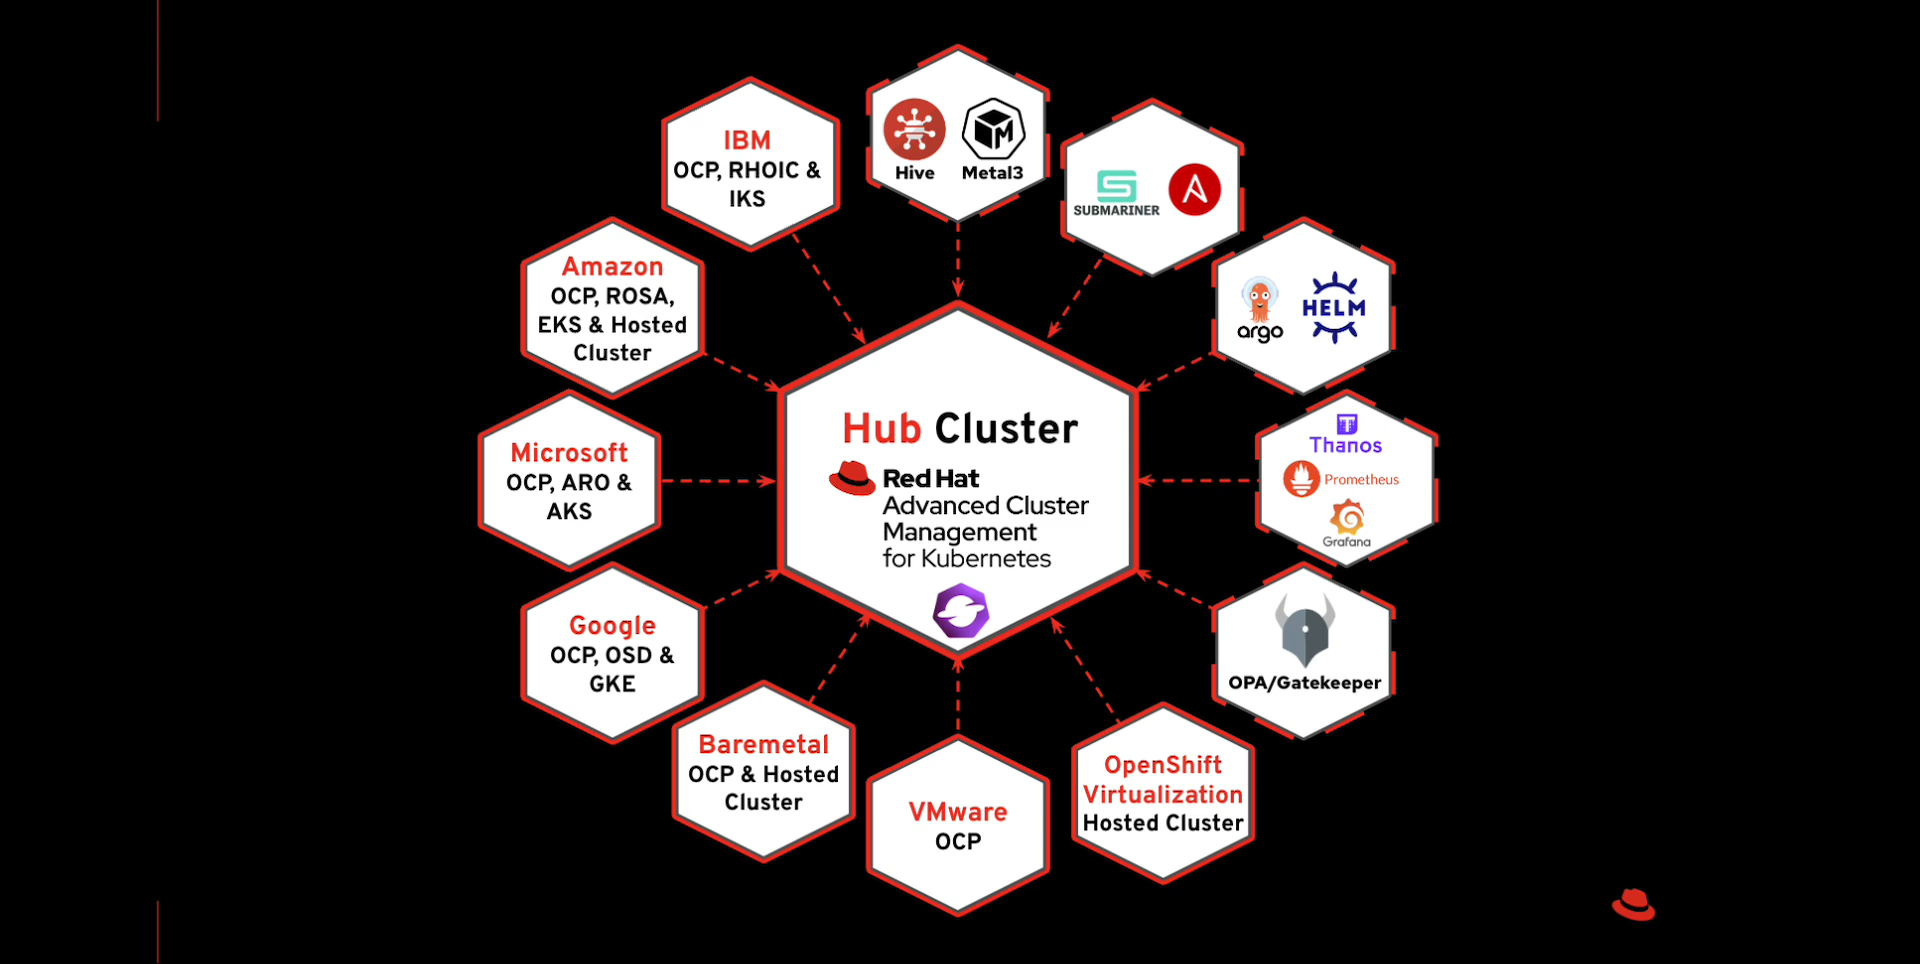 IBM
OCP, RHOIC &
IKS
Hive
Metal3
SUBMARINER
Amazon
OCP, ROSA,
EKS & Hosted
Cluster
argo
HELM
Microsoft
OCP, ARO &
AKS
Hub Cluster
Red Hat
Advanced Cluster
Management
for Kubernetes
Thanos
Prometheus
Grafana
Google
OCP, OSD &
GKE
OPA/Gatekeeper
Baremetal
OCP & Hosted
Cluster
VMware
OCP
OpenShift
Virtualization
Hosted Cluster